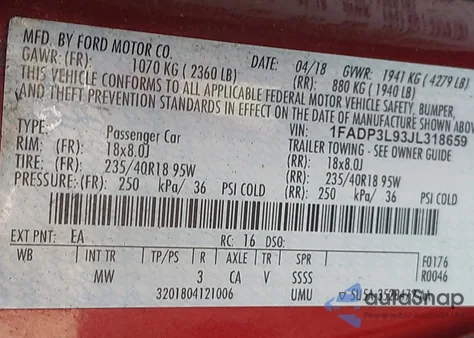 MFD. BY FORD MOTOR CO.
DATE: 04/18 GVWR: 1941 KG ( 4279 LB)
GAWR: (FR): 1070 KG ( 2360 LB) (RR): 880 KG ( 1940 LB)
THIS VEHICLE CONFORMS TO ALL APPLICABLE FEDERAL MOTOR VEHICLE SAFETY, BUMPER,
AND THEFT PREVENTION STANDARDS IN EFFECT ON THE DATE OF MANUFACTURE
VIN: 1FADP3L93JL318659
TYPE: Passenger Car TRAILER TOWING - SEE OWNER GUIDE
RIM: (FR): 18x8.0J (RR): 18x8.0J
TIRE: (FR): 235/40R18 95W (RR): 235/40R18 95W
PRESSURE: (FR): 250 kPa/ 36 PSI COLD (RR): 250 kPa/ 36 PSI COLD
EXT PNT: EA RC: 16 DSO: F0176
WB INT TR TP/PS R AXLE TR SPR R0046
MW 3 CA V SSSS
3201804121006 UMU
autoSnap